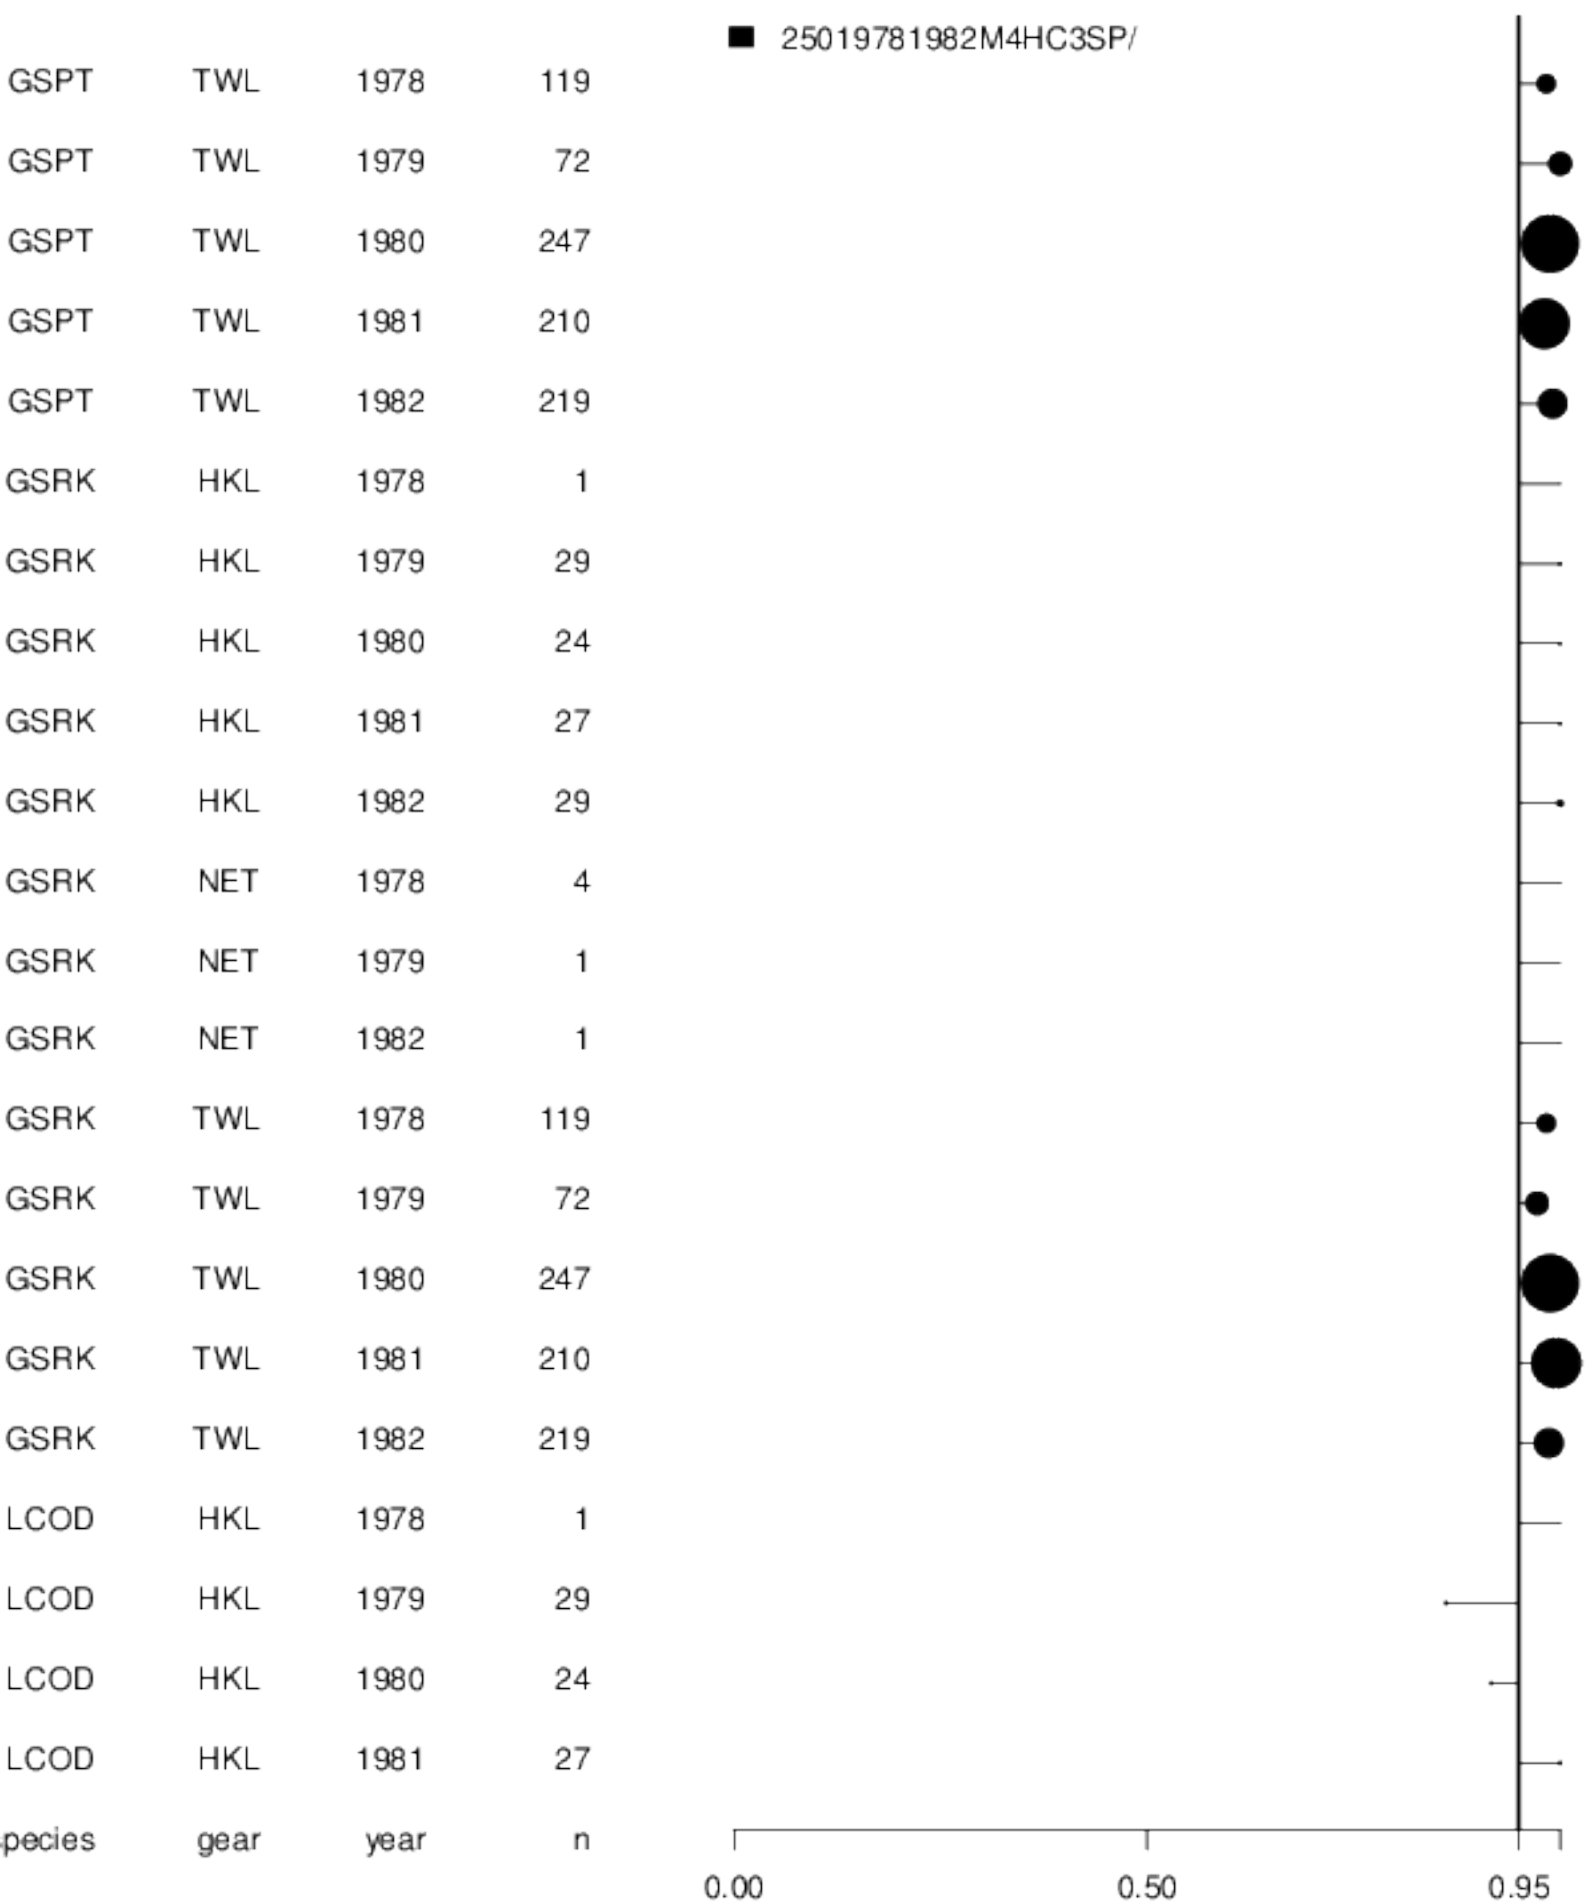 25019781982M4HC3SP/
GSPT TWL 1978 119
GSPT TWL 1979 72
GSPT TWL 1980 247
GSPT TWL 1981 210
GSPT TWL 1982 219
GSRK HKL 1978 1
GSRK HKL 1979 29
GSRK HKL 1980 24
GSRK HKL 1981 27
GSRK HKL 1982 29
GSRK NET 1978 4
GSRK NET 1979 1
GSRK NET 1982 1
GSRK TWL 1978 119
GSRK TWL 1979 72
GSRK TWL 1980 247
GSRK TWL 1981 210
GSRK TWL 1982 219
LCOD HKL 1978 1
LCOD HKL 1979 29
LCOD HKL 1980 24
LCOD HKL 1981 27
pecies gear year n
0.00 0.50 0.95